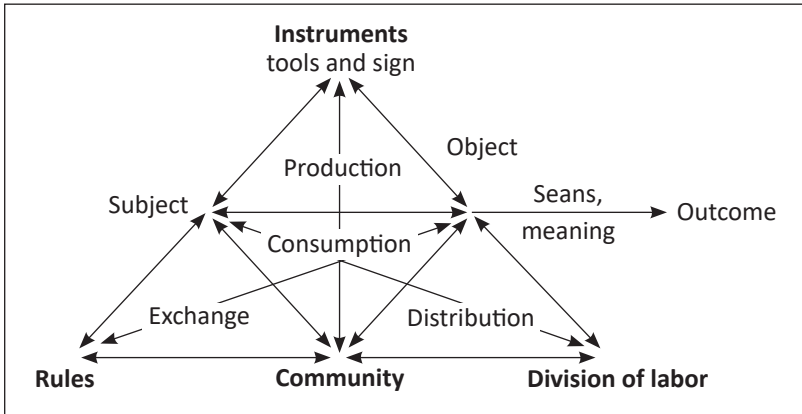 Instruments
tools and sign
Object
Production
Subject
Seans,
meaning
Outcome
Consumption
Exchange
Distribution
Rules
Community
Division of labor